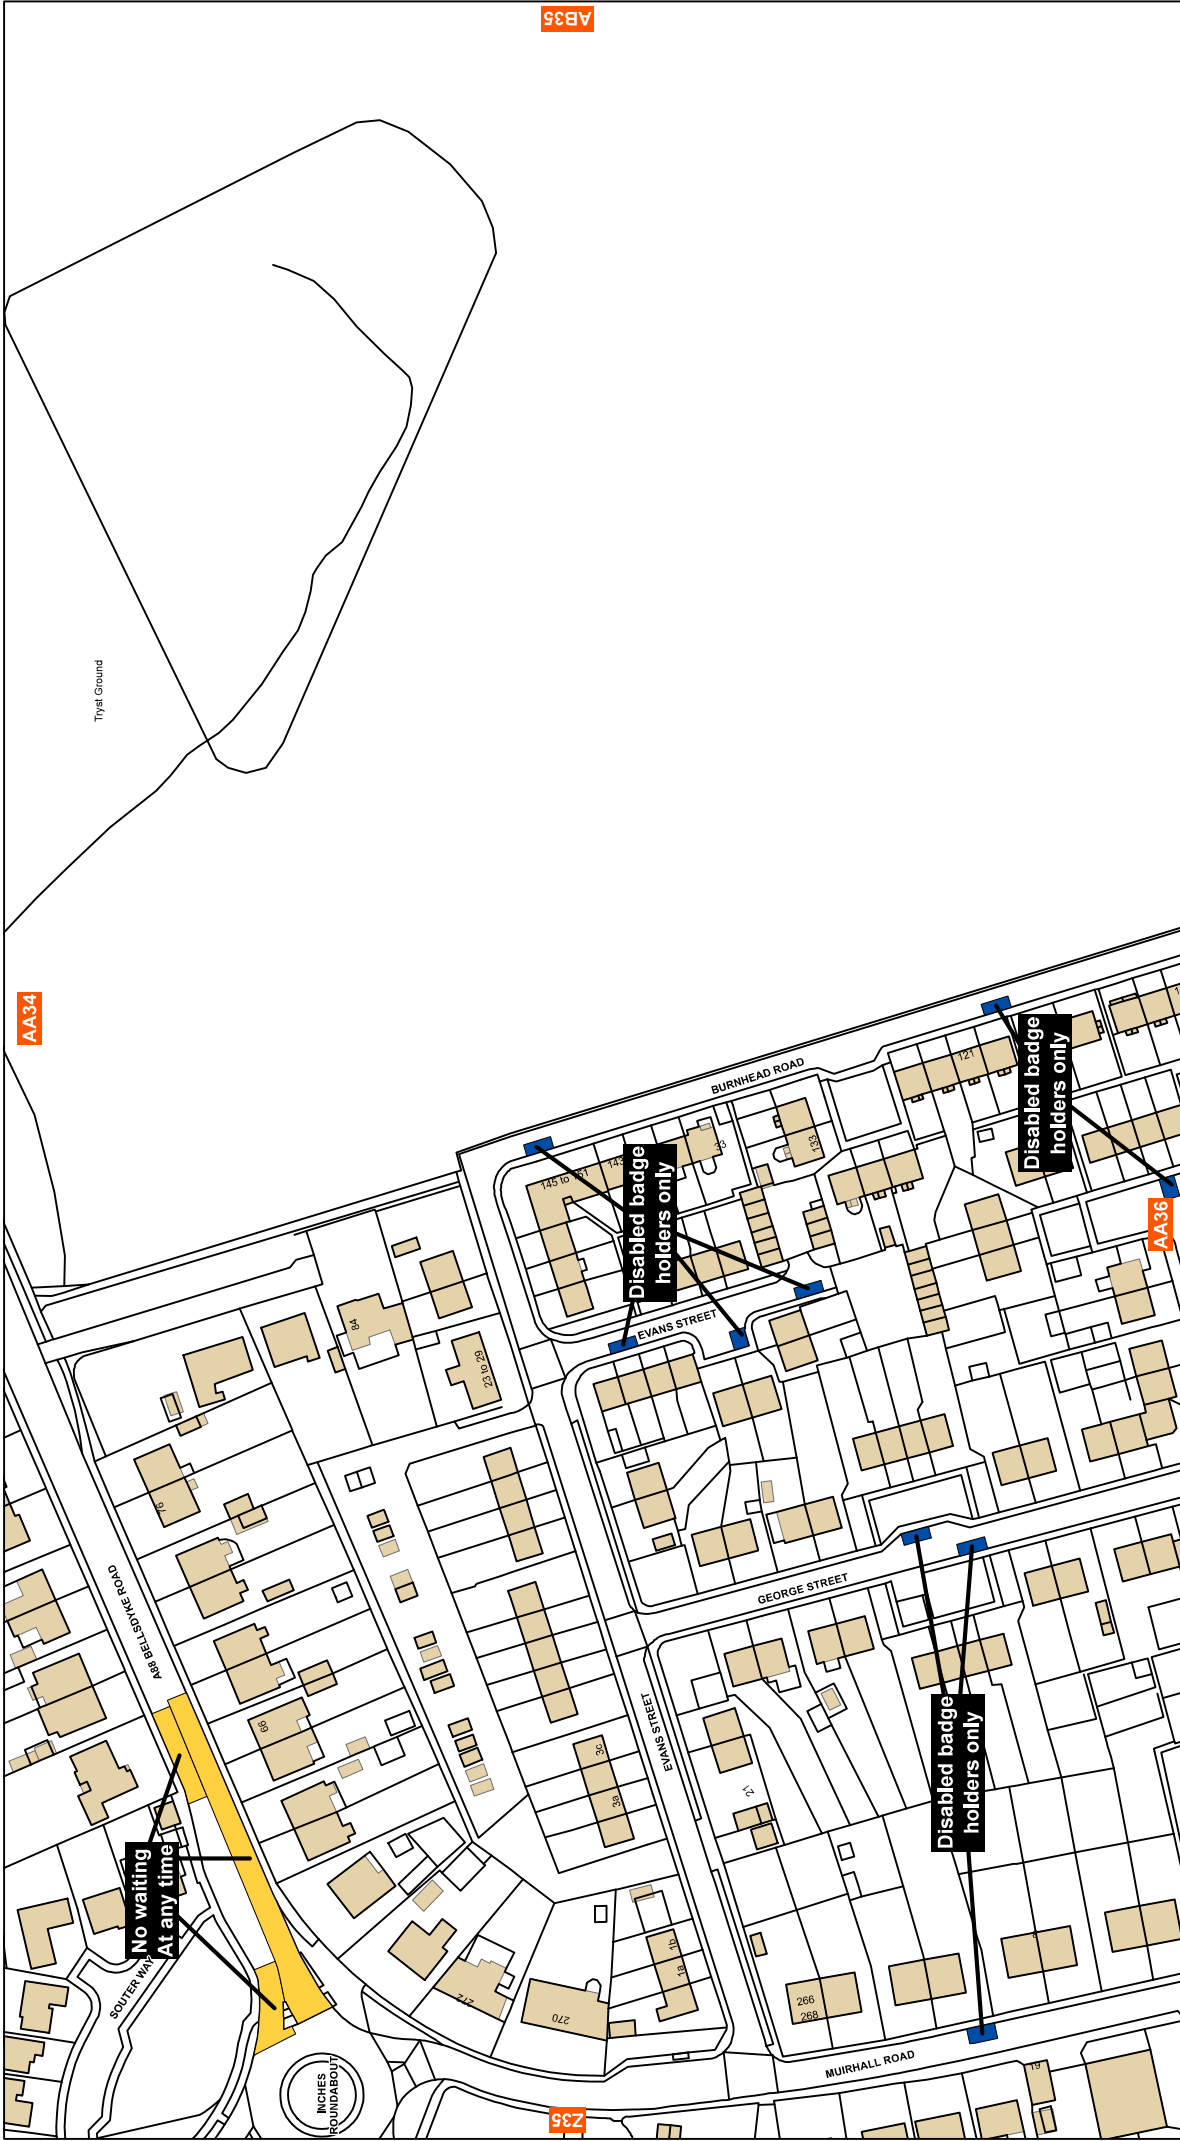 AB35
Tryst Ground
AA34
BURNHEAD ROAD
121
Disabled badge
holders only
145 to 151
143
33
133
Disabled badge
holders only
AA36
EVANS STREET
84
23 to 29
76
A88 BELLSDYKE ROAD
66
GEORGE STREET
EVANS STREET
3c
3a
21
Disabled badge
holders only
No waiting
At any time
SOUTER WAY
272
270
1b
1a
266
268
MUIRHALL ROAD
19
INCHES
ROUNDABOUT
Z35